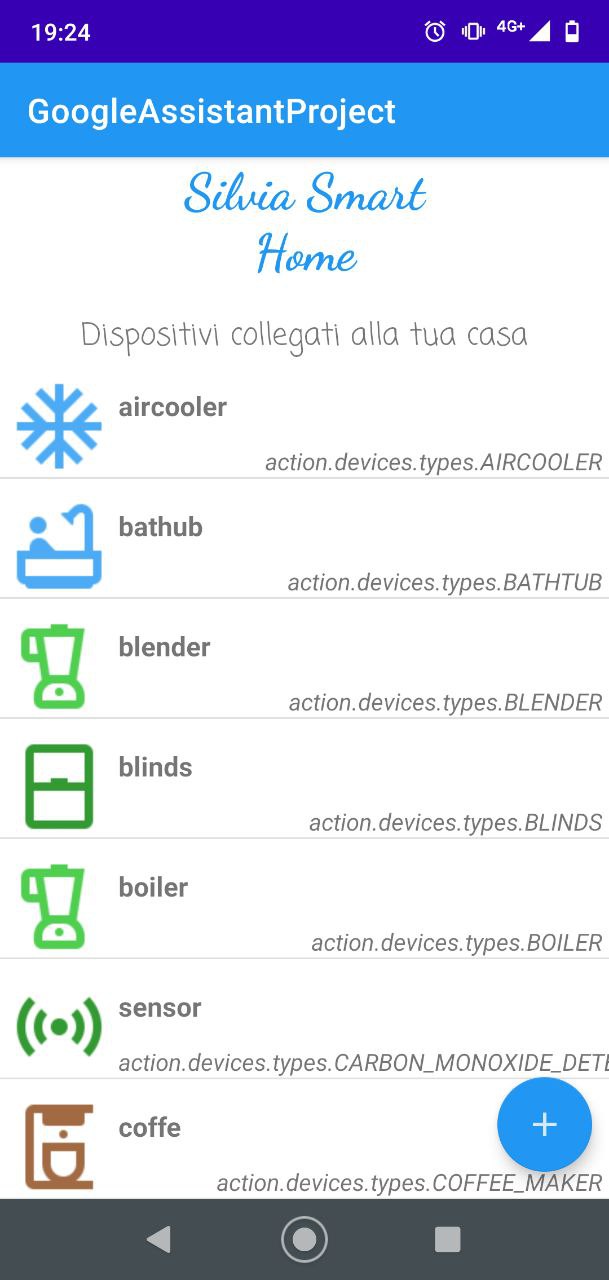 19:24
4G+
GoogleAssistantProject
Silvia Smart
Home
Dispositivi collegati alla tua casa
aircooler
action.devices.types.AIRCOOLER
bathub
action.devices.types.BATHTUB
blender
action.devices.types.BLENDER
blinds
action.devices.types.BLINDS
boiler
action.devices.types.BOILER
sensor
action.devices.types.CARBON_MONOXIDE_DETE
coffe
action.devices.types.COFFEE_MAKER